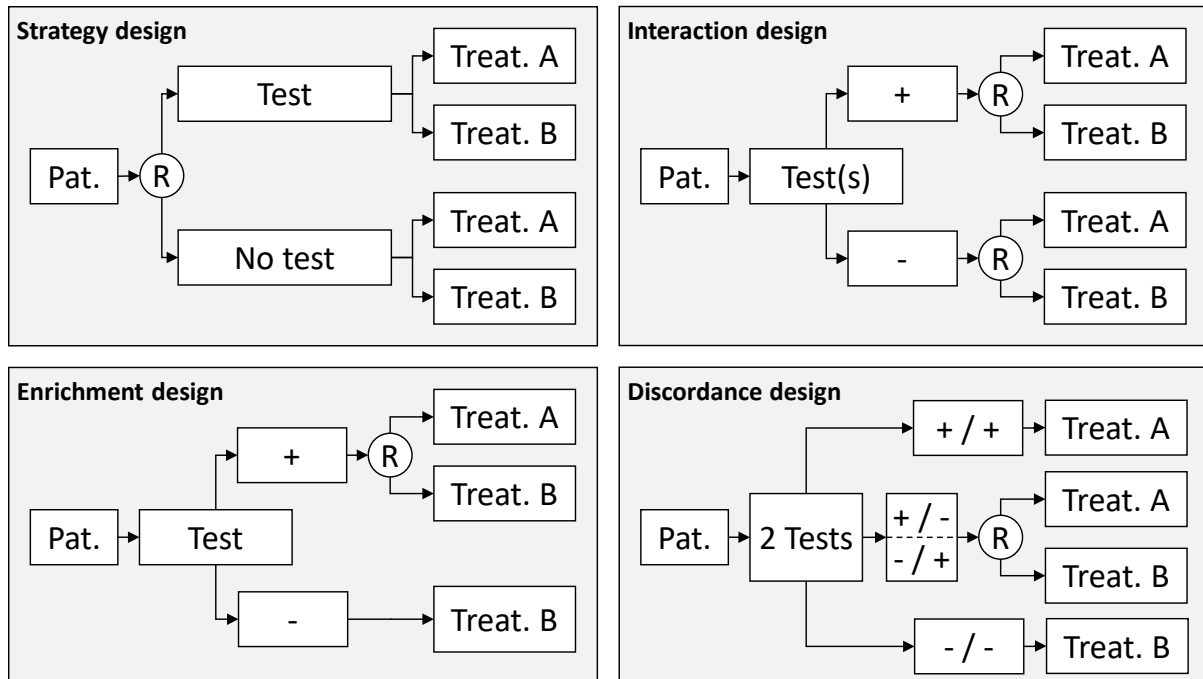 Strategy design
Treat. A
Test
Treat. B
Pat.
R
Treat. A
No test
Treat. B
Interaction design
Treat. A
+
R
Treat. B
Pat.
Test(s)
Treat. A
-
R
Treat. B
Enrichment design
Treat. A
+
R
Treat. B
Pat.
Test
-
Treat. B
Discordance design
+ / +
Treat. A
Treat. A
Pat.
2 Tests
+ / -
- / +
R
Treat. B
- / -
Treat. B